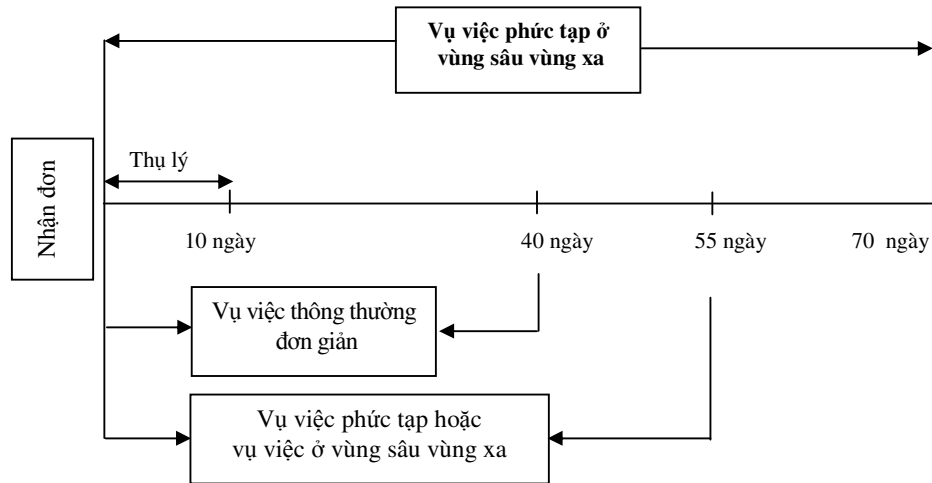 Vụ việc phức tạp ở
vùng sâu vùng xa
Nhận đơn
Thụ lý
10 ngày
40 ngày
55 ngày
70 ngày
Vụ việc thông thường
đơn giản
Vụ việc phức tạp hoặc
vụ việc ở vùng sâu vùng xa